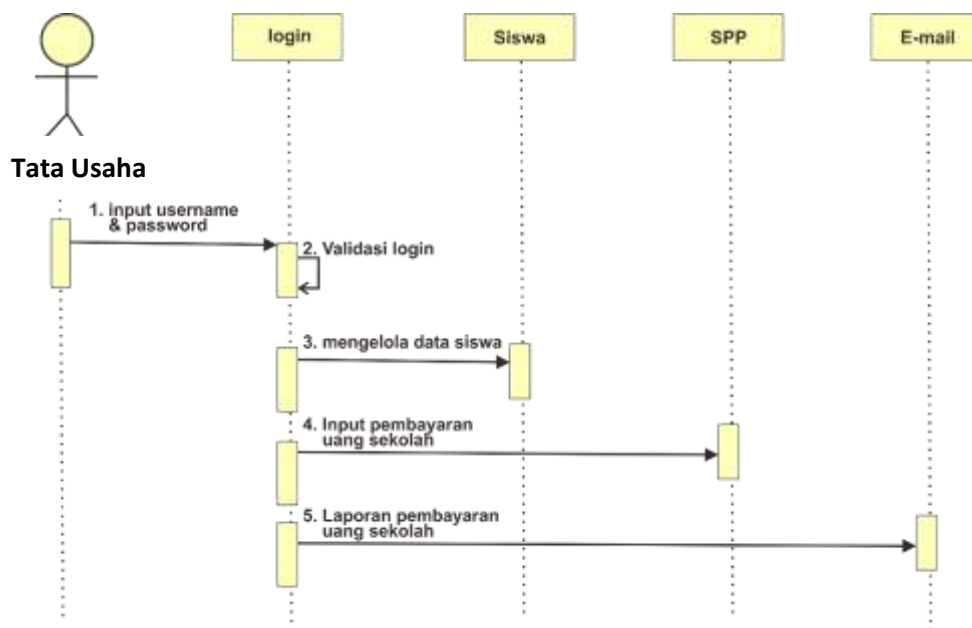 login
Siswa
SPP
E-mail
Tata Usaha
1. input username
& password
2. Validasi login
3. mengelola data siswa
4. Input pembayaran
uang sekolah
5. Laporan pembayaran
uang sekolah